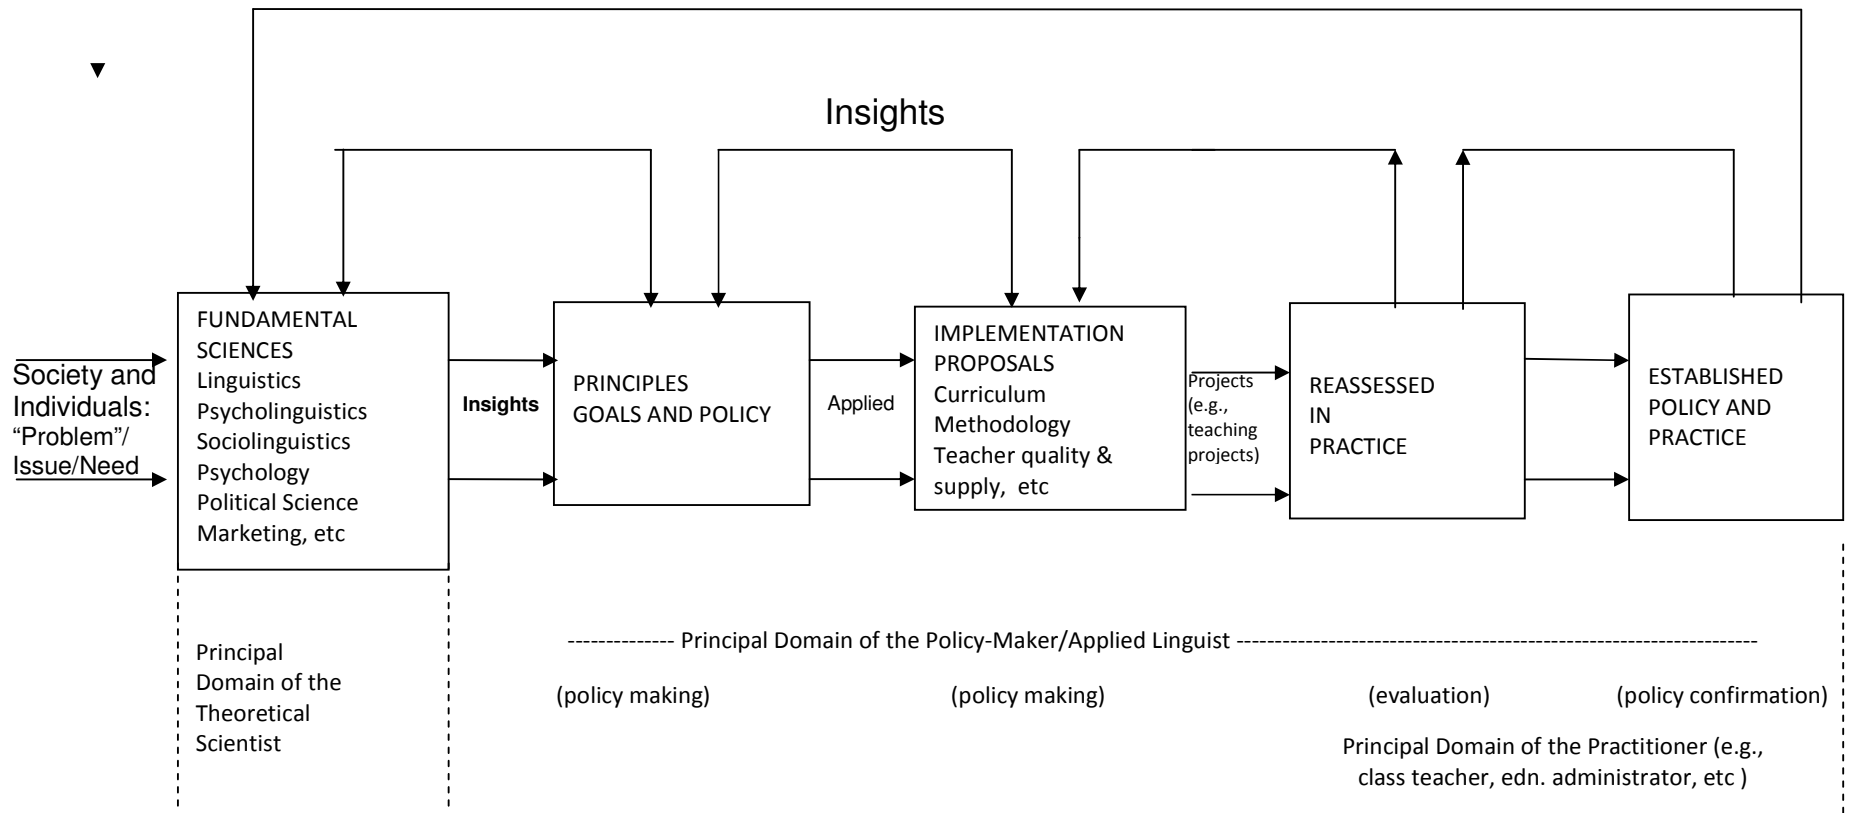 Insights
Society and
Individuals:
“Problem”/
Issue/Need
FUNDAMENTAL
SCIENCES
Linguistics
Psycholinguistics
Sociolinguistics
Psychology
Political Science
Marketing, etc
Insights
PRINCIPLES
GOALS AND POLICY
Applied
IMPLEMENTATION
PROPOSALS
Curriculum
Methodology
Teacher quality &
supply, etc
Projects
(e.g.,
teaching
projects)
REASSESSED
IN
PRACTICE
ESTABLISHED
POLICY AND
PRACTICE
Principal
Domain of the
Theoretical
Scientist
-------------- Principal Domain of the Policy-Maker/Applied Linguist --------------------------------------------------------------------
(policy making) (policy making) (evaluation) (policy confirmation)
Principal Domain of the Practitioner (e.g.,
class teacher, edn. administrator, etc )